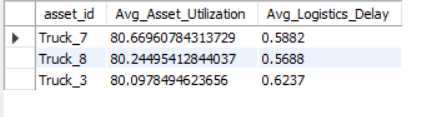 asset_id Avg_Asset_Utilization Avg_Logistics_Delay
Truck_7 80.66960784313729 0.5882
Truck_8 80.24495412844037 0.5688
Truck_3 80.0978494623656 0.6237